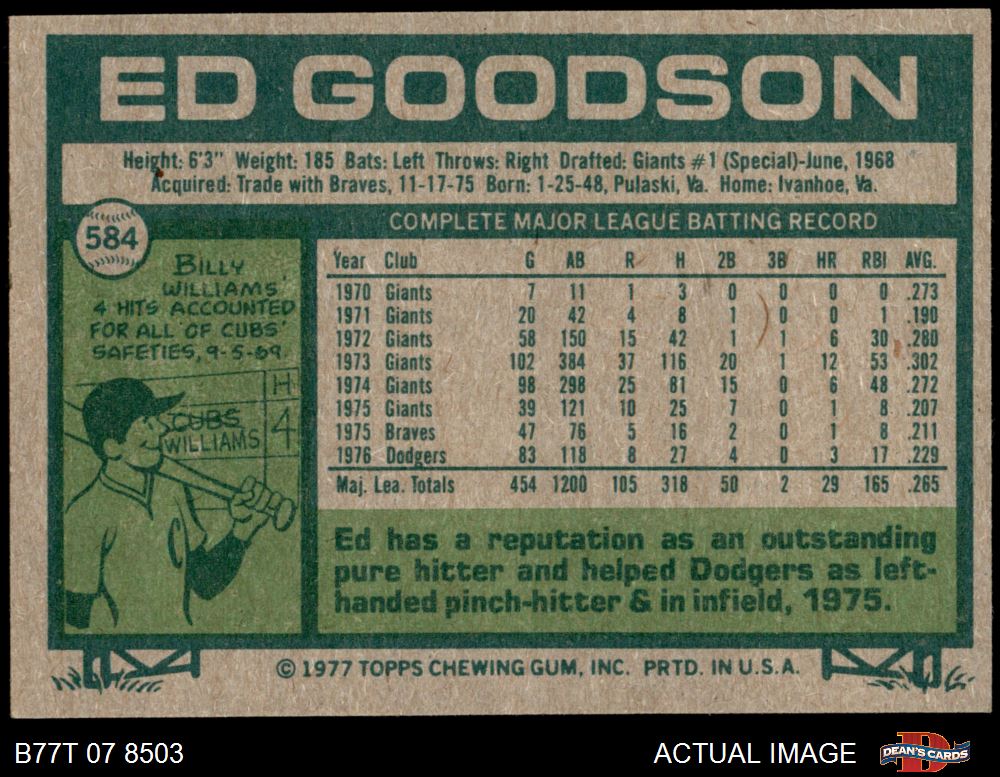 ED GOODSON
Height: 6'3" Weight: 185 Bats: Left Throws: Right Drafted: Giants #1 (Special)-June, 1968
Acquired: Trade with Braves, 11-17-75 Born: 1-25-48, Pulaski, Va. Home: Ivanhoe, Va.
584
BILLY
WILLIAMS'
4 HITS ACCOUNTED
FOR ALL OF CUBS'
SAFETIES, 9-5-69.
H
CUBS
WILLIAMS 4
C
COMPLETE MAJOR LEAGUE BATTING RECORD
Year Club G AB R H 2B 3B HR RBI AVG.
1970 Giants 7 11 1 3 0 0 0 0 .273
1971 Giants 20 42 4 8 1 0 0 1 .190
1972 Giants 58 150 15 42 1 1 6 30 .280
1973 Giants 102 384 37 116 20 1 12 53 .302
1974 Giants 98 298 25 81 15 0 6 48 .272
1975 Giants 39 121 10 25 7 0 1 8 .207
1975 Braves 47 76 5 16 2 0 1 8 .211
1976 Dodgers 83 118 8 27 4 0 3 17 .229
Maj. Lea. Totals 454 1200 105 318 50 2 29 165 .265
Ed has a reputation as an outstanding
pure hitter and helped Dodgers as left-
handed pinch-hitter & in infield, 1975.
© 1977 TOPPS CHEWING GUM, INC. PRTD. IN U.S.A.
B77T 07 8503
ACTUAL IMAGE
D
DEAN'S CARDS